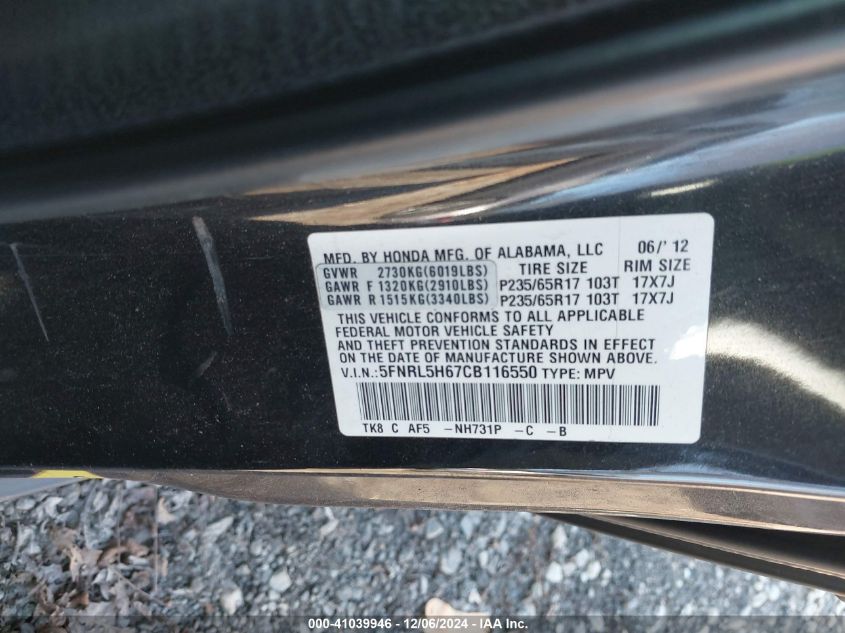 MFD. BY HONDA MFG. OF ALABAMA, LLC 06/' 12
GVWR 2730KG(6019LBS) TIRE SIZE RIM SIZE
GAWR F 1320KG(2910LBS) P235/65R17 103T 17X7J
GAWR R 1515KG(3340LBS) P235/65R17 103T 17X7J
THIS VEHICLE CONFORMS TO ALL APPLICABLE
FEDERAL MOTOR VEHICLE SAFETY
AND THEFT PREVENTION STANDARDS IN EFFECT
ON THE DATE OF MANUFACTURE SHOWN ABOVE.
V.I.N.: 5FNRL5H67CB116550 TYPE: MPV
TK8 C AF5 -NH731P -C -B
000-41039946 - 12/06/2024 - IAA Inc.